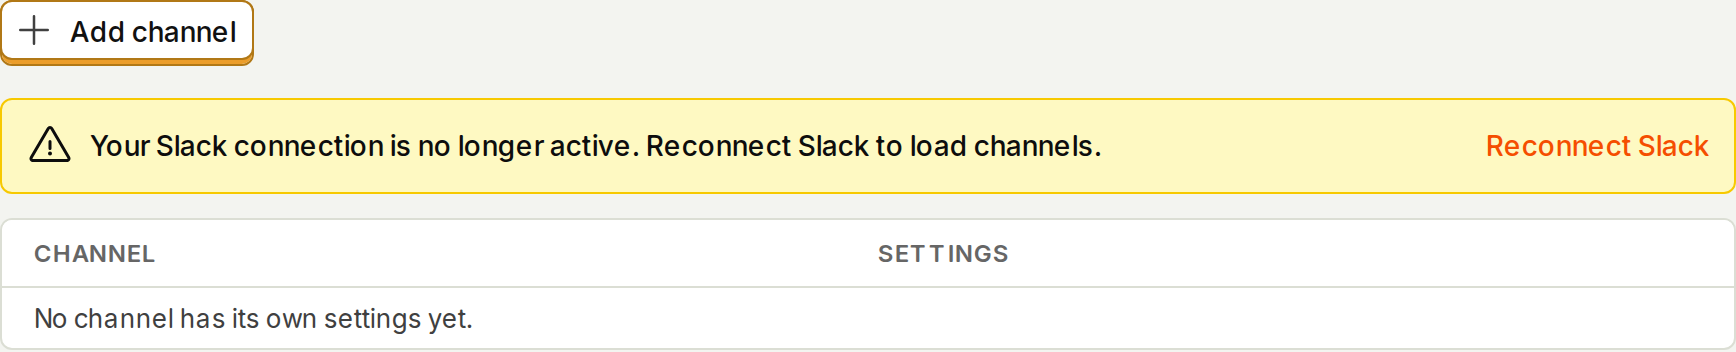 Add channel
Your Slack connection is no longer active. Reconnect Slack to load channels. Reconnect Slack
CHANNEL SETTINGS
No channel has its own settings yet.